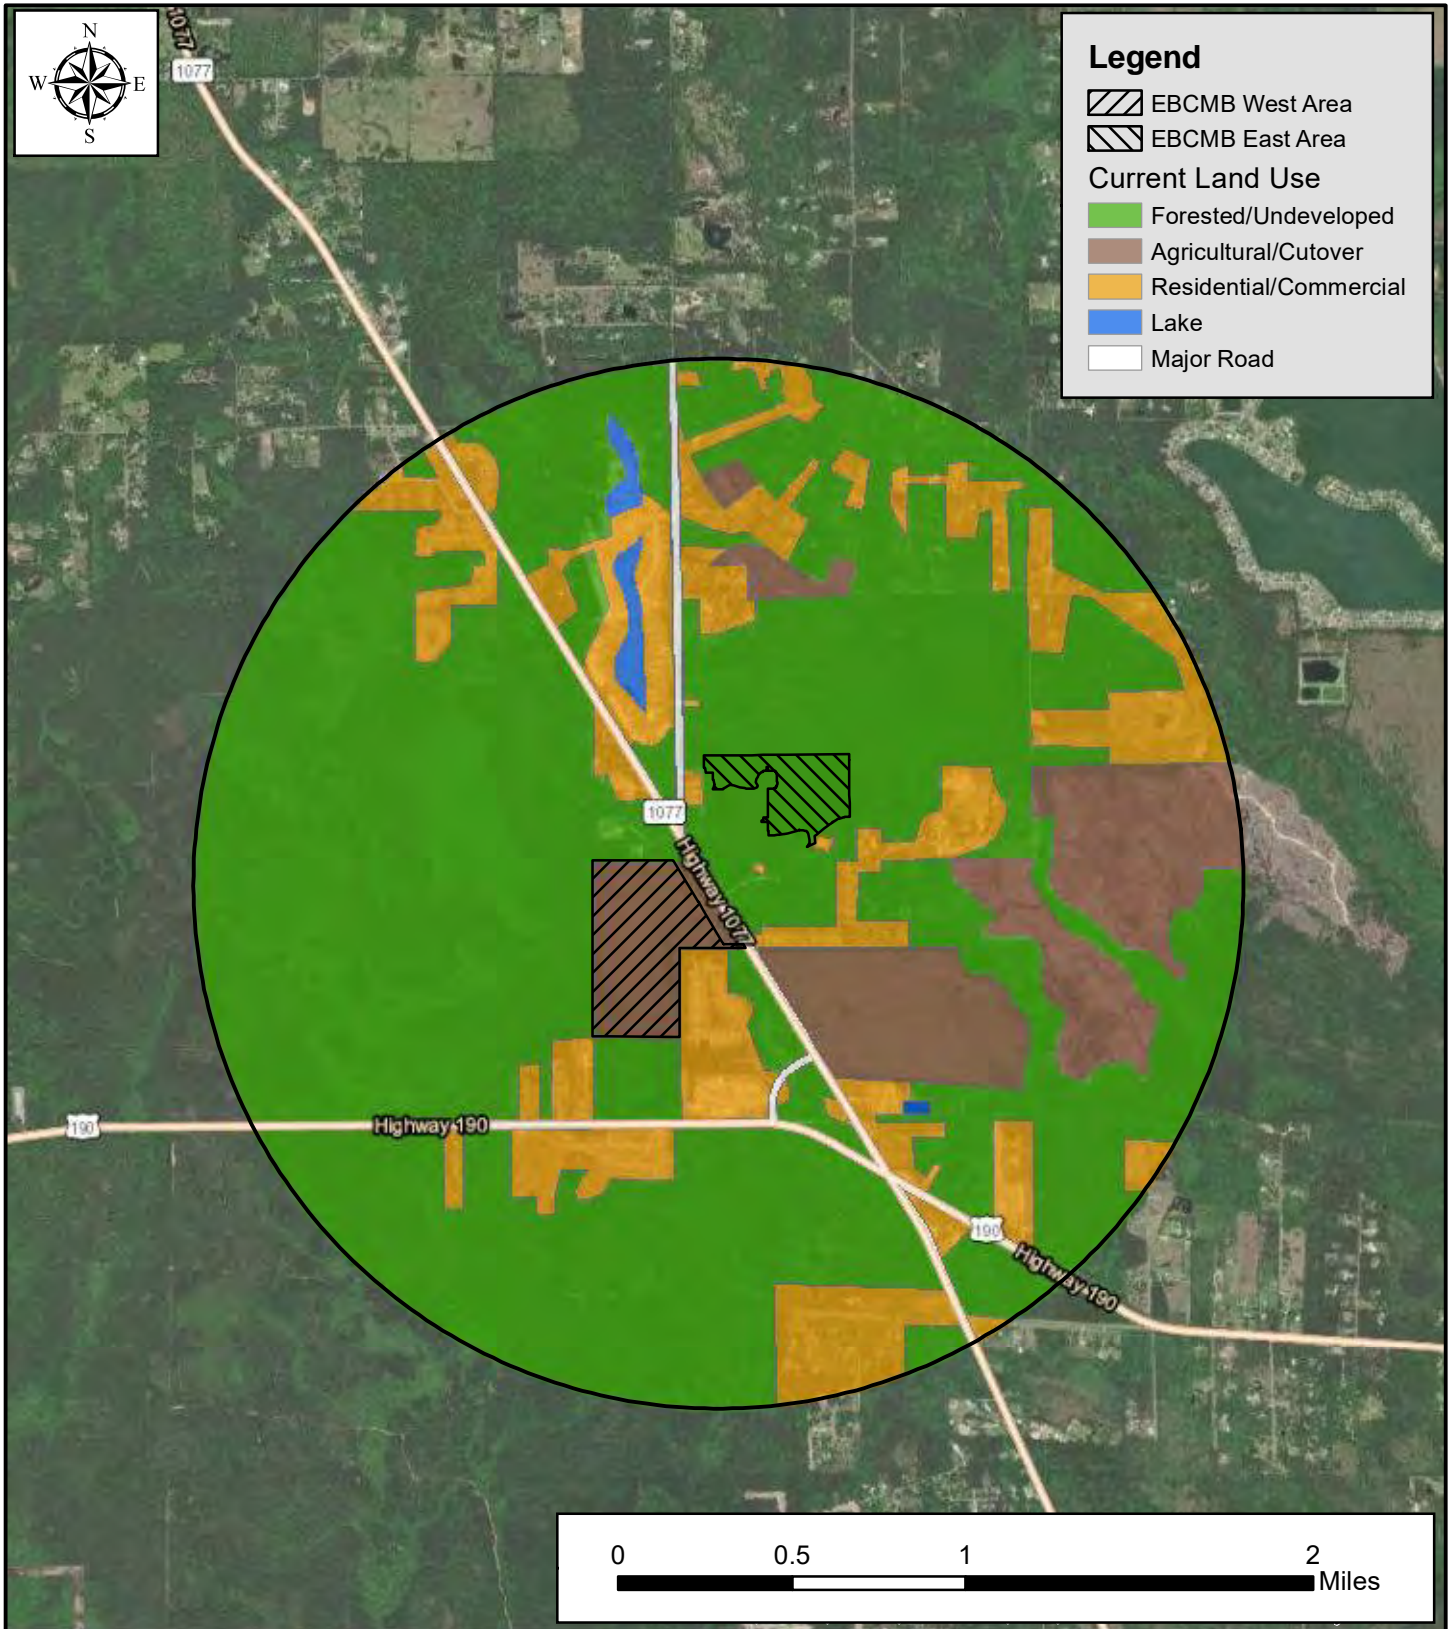 N
W E
S
1077
1077
Legend
EBCMB West Area
EBCMB East Area
Current Land Use
Forested/Undeveloped
Agricultural/Cutover
Residential/Commercial
Lake
Major Road
1077
Highway 1077
190
Highway 190
190
Highway 190
0 0.5 1 2
Miles